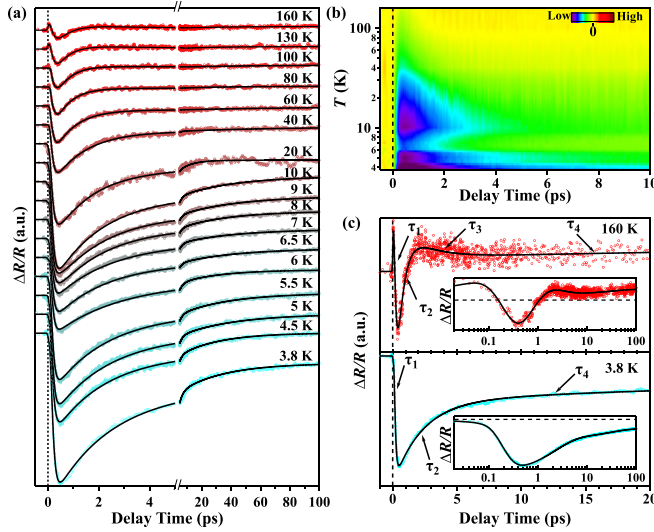 (a)
160 K
130 K
100 K
80 K
60 K
40 K
20 K
10 K
9 K
8 K
7 K
6.5 K
6 K
5.5 K
5 K
4.5 K
3.8 K
ΔR/R (a.u.)
0 2 4 20 40 60 80 100
Delay Time (ps)
(b)
Low High
0
T (K)
8
6
4
2
100
8
6
4
2
10
8
6
4
0 2 4 6 8 10
Delay Time (ps)
(c)
160 K
τ1
τ3
τ4
τ2
ΔR/R
0.1 1 10 100
ΔR/R (a.u.)
3.8 K
τ1
τ4
τ2
ΔR/R
0.1 1 10 100
0 5 10 15 20
Delay Time (ps)